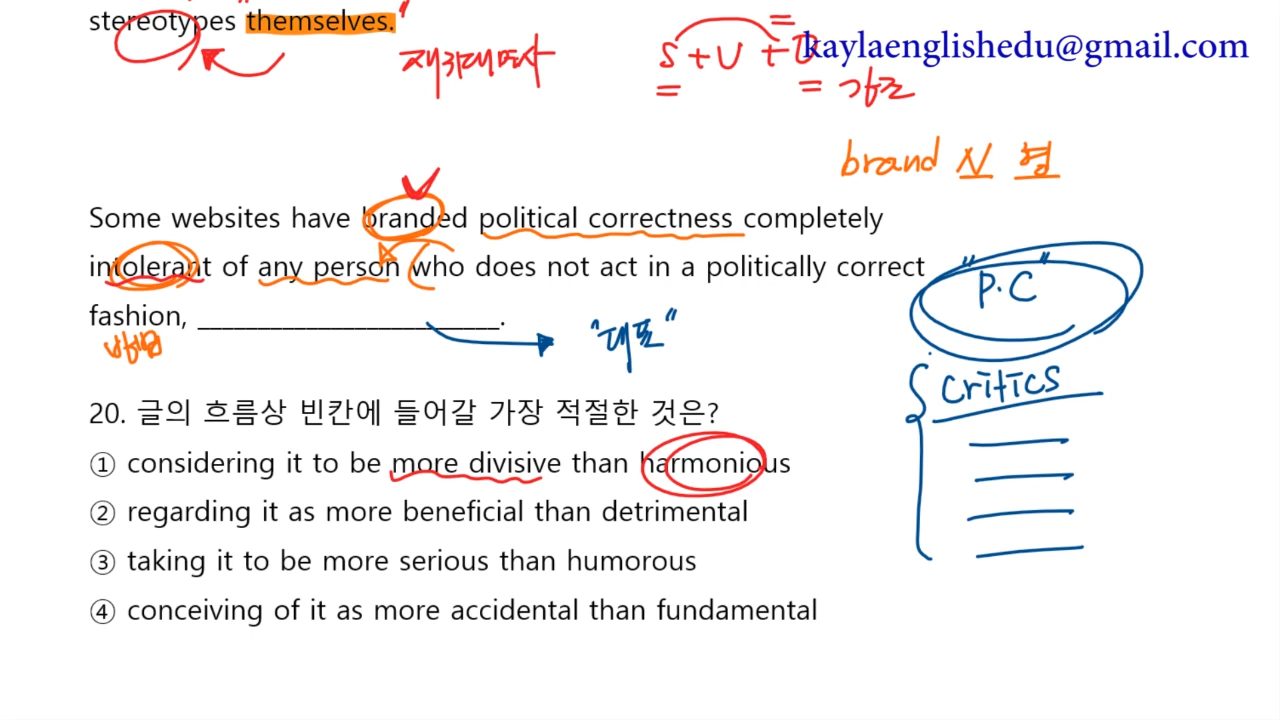 stereotypes "themselves."
재귀대명사
S + V + O
kaylaenglishedu@gmail.com
= = 강조
brand 신 형
Some websites have branded political correctness completely
intolerant of any person who does not act in a politically correct
fashion, ____________________________.
방법
"태도"
"P.C"
critics
20. 글의 흐름상 빈칸에 들어갈 가장 적절한 것은?
① considering it to be more divisive than harmonious
② regarding it as more beneficial than detrimental
③ taking it to be more serious than humorous
④ conceiving of it as more accidental than fundamental